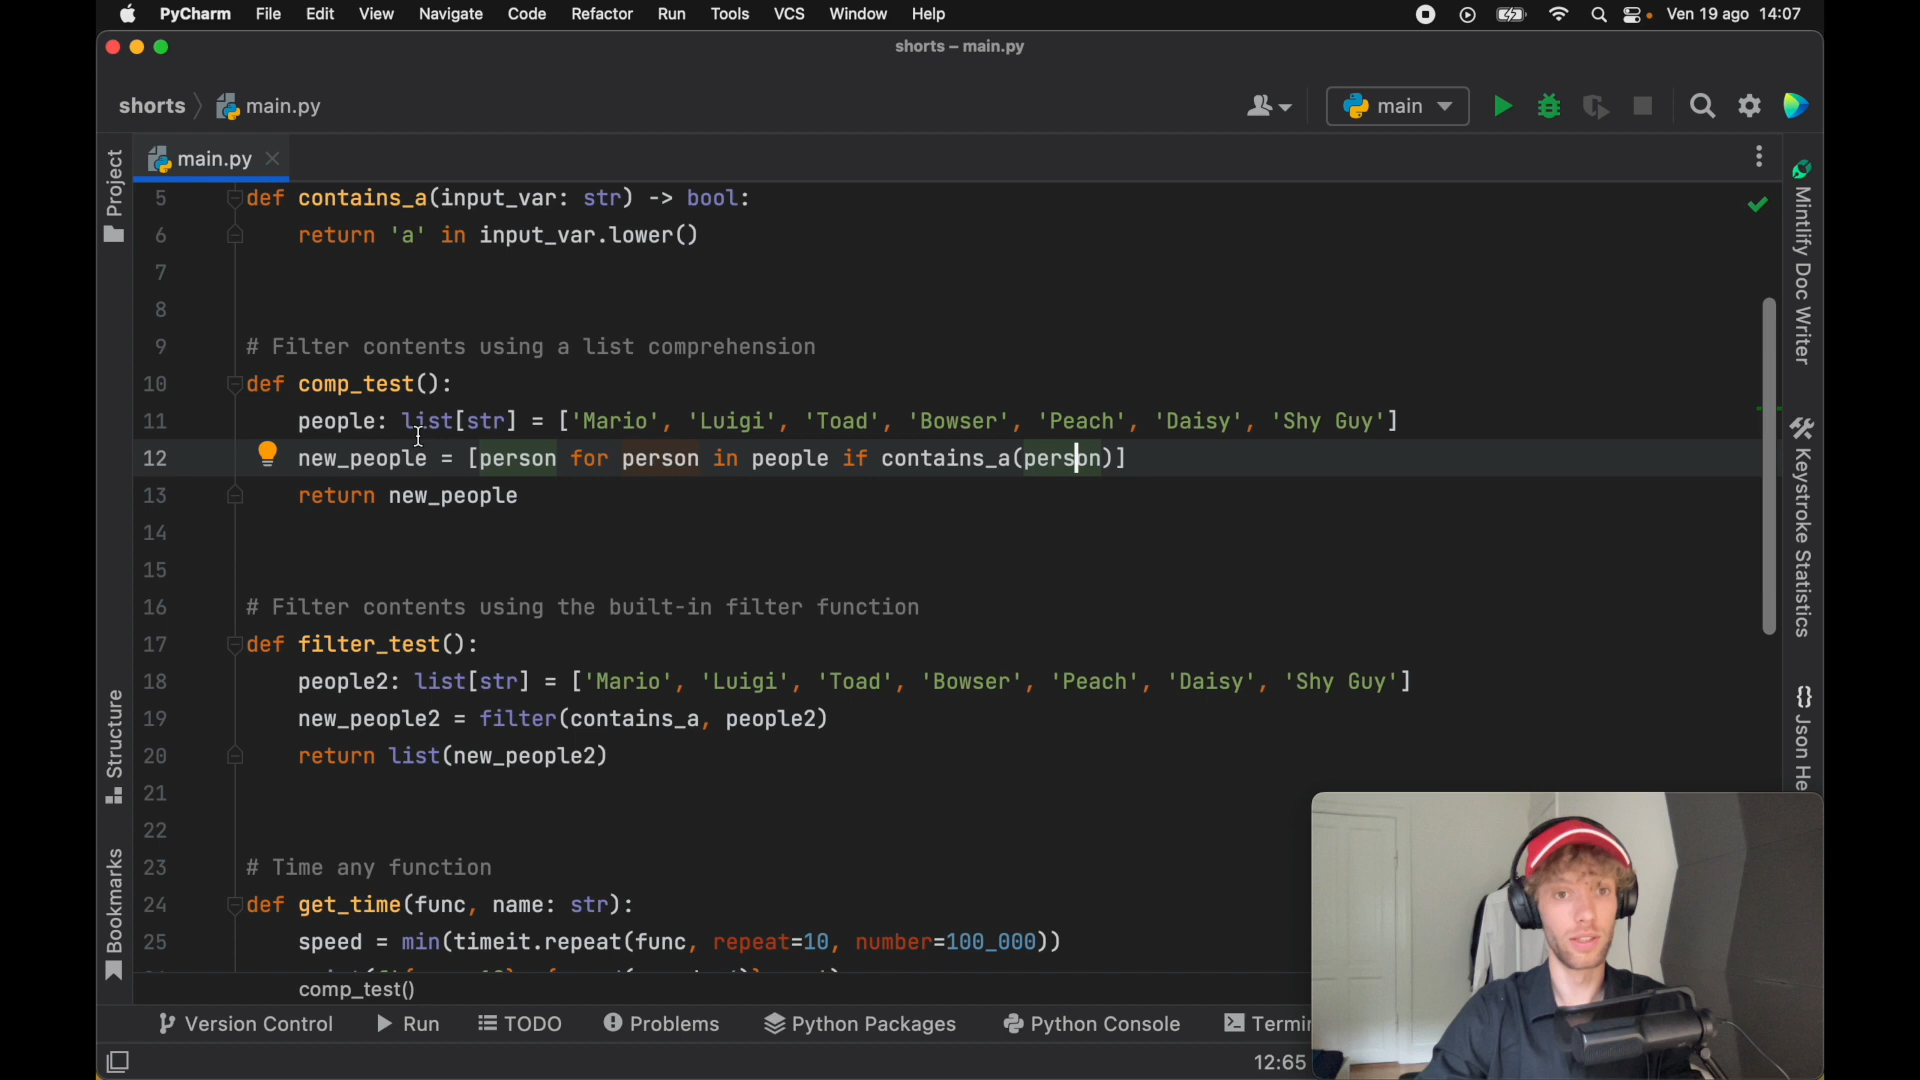 PyCharm File Edit View Navigate Code Refactor Run Tools VCS Window Help Ven 19 ago 14:07
shorts – main.py
shorts main.py main
Project
main.py
5 def contains_a(input_var: str) -> bool:
6 return 'a' in input_var.lower()
7
8
9 # Filter contents using a list comprehension
10 def comp_test():
11 people: list[str] = ['Mario', 'Luigi', 'Toad', 'Bowser', 'Peach', 'Daisy', 'Shy Guy']
12 new_people = [person for person in people if contains_a(person)]
13 return new_people
14
15
16 # Filter contents using the built-in filter function
17 def filter_test():
18 people2: list[str] = ['Mario', 'Luigi', 'Toad', 'Bowser', 'Peach', 'Daisy', 'Shy Guy']
19 new_people2 = filter(contains_a, people2)
20 return list(new_people2)
21
22
23 # Time any function
24 def get_time(func, name: str):
25 speed = min(timeit.repeat(func, repeat=10, number=100_000))
comp_test()
Structure
Bookmarks
Mintlify Doc Writer
Keystroke Statistics
{} Json He
Version Control Run TODO Problems Python Packages Python Console Termi
12:65